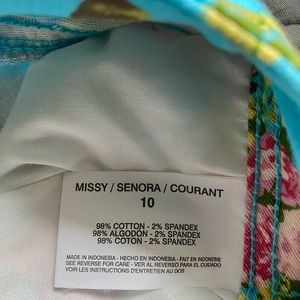 MISSY / SENORA / COURANT
10
98% COTTON - 2% SPANDEX
98% ALGODON - 2% SPANDEX
98% COTON - 2% SPANDEX
MADE IN INDONESIA - HECHO EN INDONESIA - FAIT EN INDONESIE
SEE REVERSE FOR CARE - VER AL REVERSO PARA EL CUIDADO
VOIR LES INSTRUCTIONS D'ENTRETIEN AU DOS